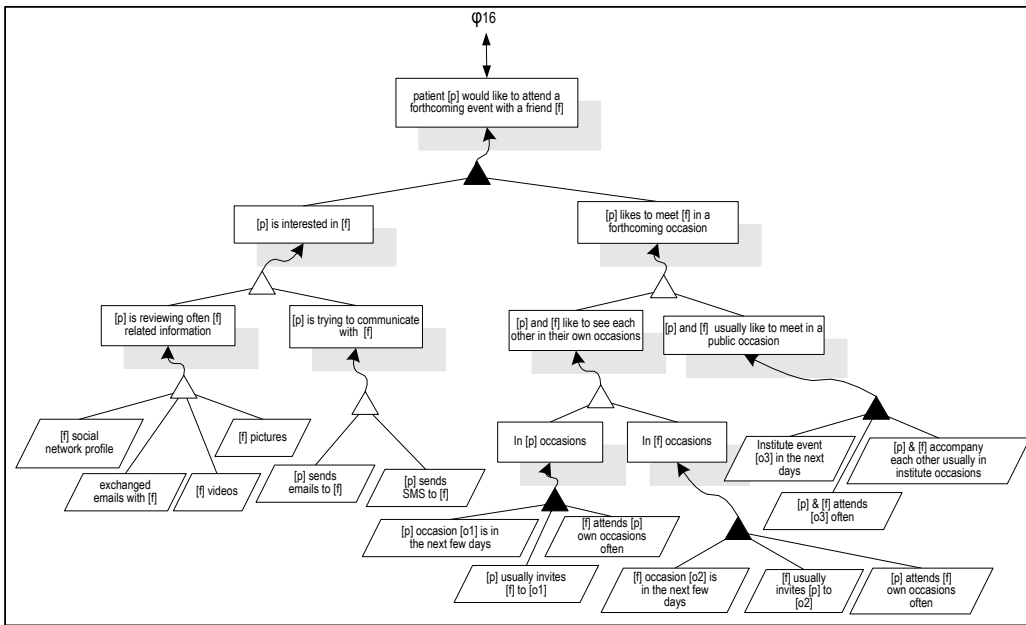 φ16
patient [p] would like to attend a
forthcoming event with a friend [f]
[p] is interested in [f]
[p] likes to meet [f] in a
forthcoming occasion
[p] is reviewing often [f]
related information
[p] is trying to communicate
with [f]
[p] and [f] like to see each
other in their own occasions
[p] and [f] usually like to meet in a
public occasion
[f] social
network profile
[f] pictures
exchanged
emails with [f]
[f] videos
[p] sends
emails to [f]
[p] sends
SMS to [f]
In [p] occasions
In [f] occasions
Institute event
[o3] in the next
days
[p] & [f] accompany
each other usually in
institute occasions
[p] & [f] attends
[o3] often
[p] occasion [o1] is in
the next few days
[f] attends [p]
own occasions
often
[p] usually invites
[f] to [o1]
[f] occasion [o2] is
in the next few
days
[f] usually
invites [p] to
[o2]
[p] attends [f]
own occasions
often